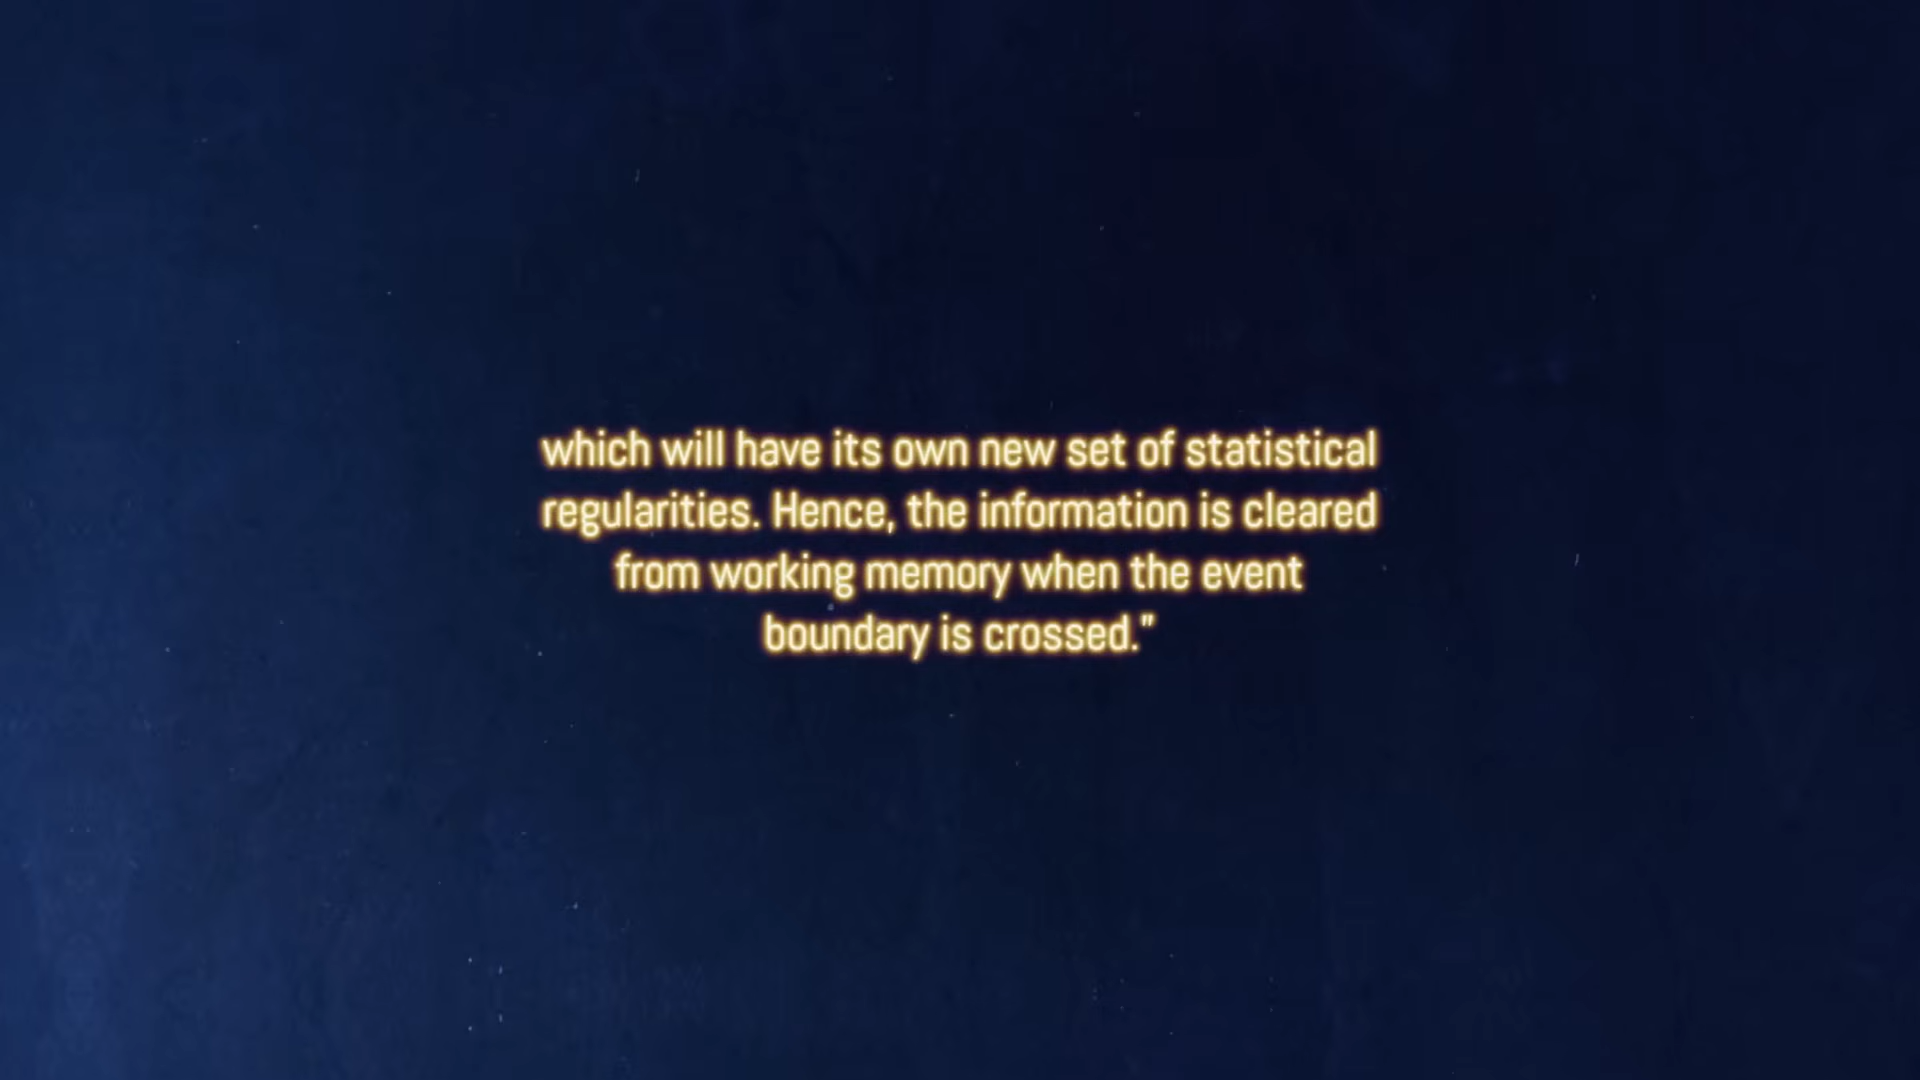 which will have its own new set of statistical
regularities. Hence, the information is cleared
from working memory when the event
boundary is crossed.”